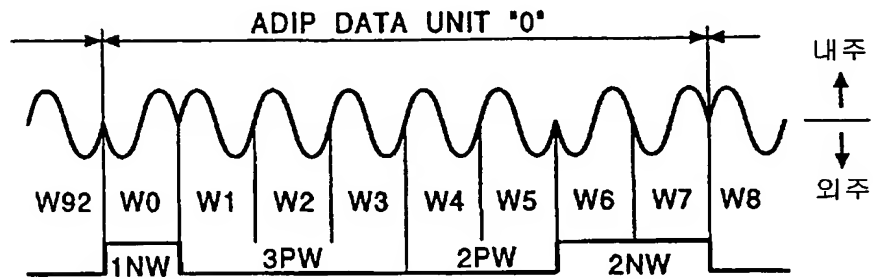 ADIP DATA UNIT "0"
내주
외주
W92 W0 W1 W2 W3 W4 W5 W6 W7 W8
1NW 3PW 2PW 2NW